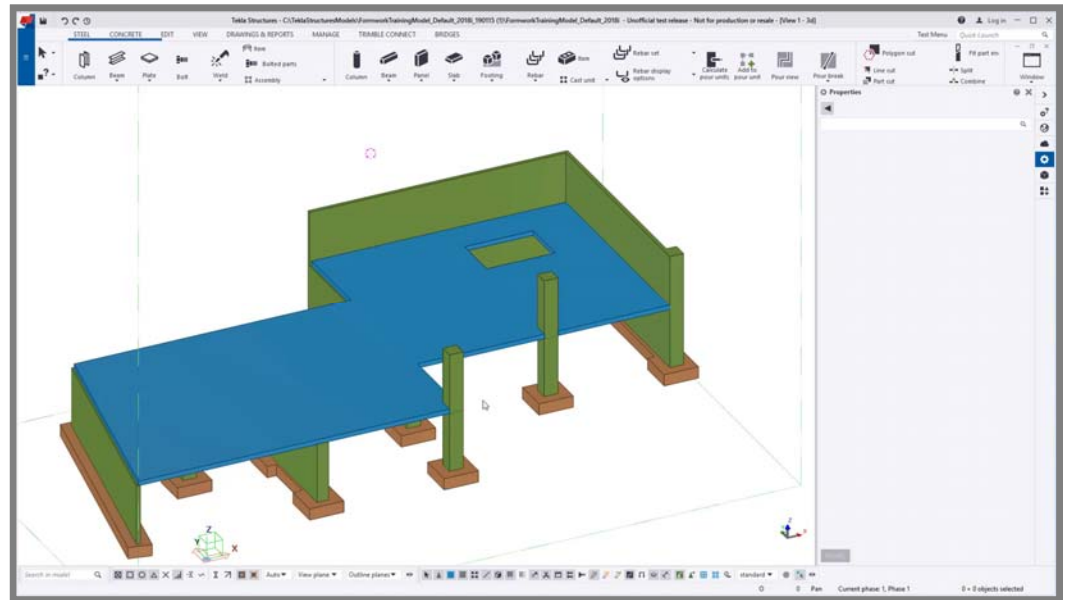 Tekla Structures - C:\TeklaStructuresModels\FormworkTrainingModel_Default_2018i_190115 (1)\FormworkTrainingModel_Default_2018i - Unofficial test release - Not for production or resale - [View 1 - 3d]
Log in
STEEL CONCRETE EDIT VIEW DRAWINGS & REPORTS MANAGE TRIMBLE CONNECT BRIDGES
Test Menu Quick Launch
Column Beam Plate Bolt Weld
Item
Bolted parts
Assembly
Column Beam Panel Slab Footing Rebar
Item
Cast unit
Rebar set
Rebar display options
Calculate pour units
Add to pour unit
Pour view
Pour break
Polygon cut
Line cut
Part cut
Fit part en
Split
Combine
Window
Properties
Z
Y
X
Search in model
Auto
View plane
Outline planes
standard
0 0 Pan Current phase: 1, Phase 1 0 + 0 objects selected